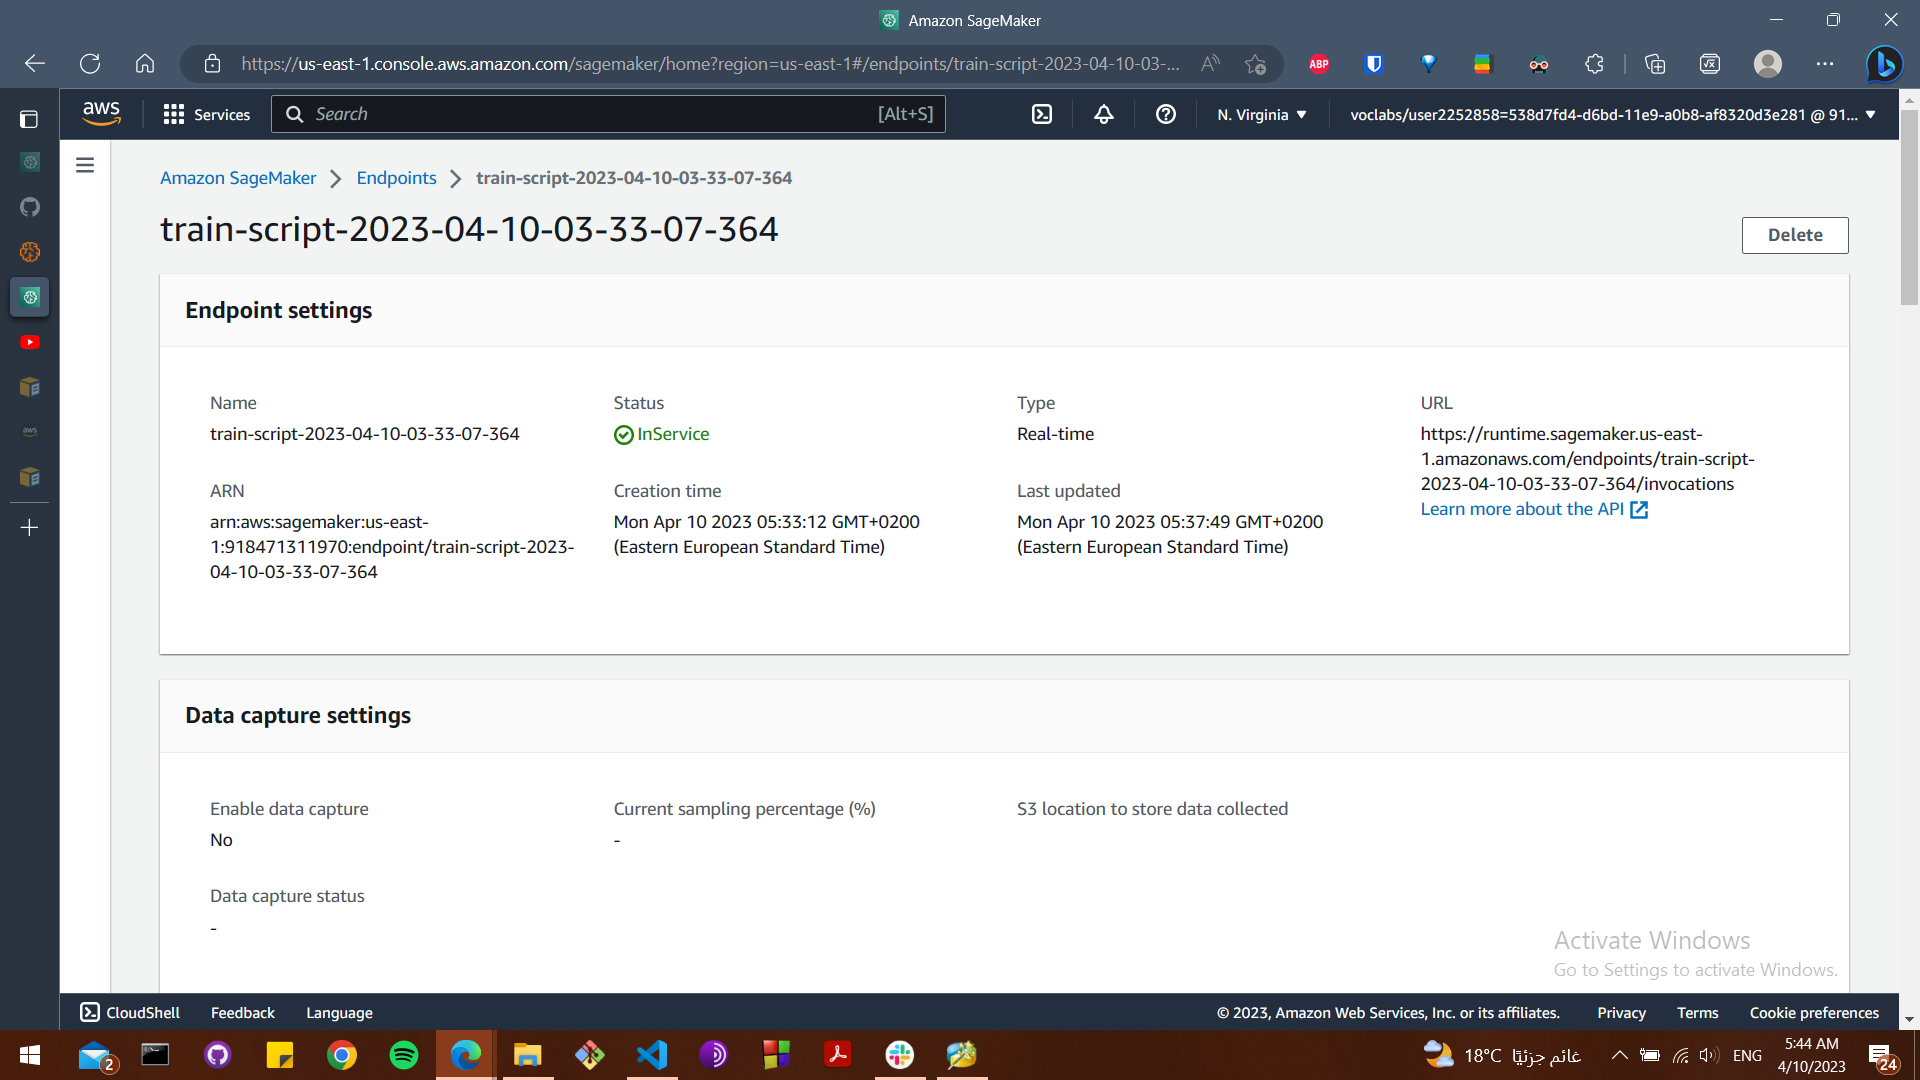 Amazon SageMaker
https://us-east-1.console.aws.amazon.com/sagemaker/home?region=us-east-1#/endpoints/train-script-2023-04-10-03-...
ABP
aws
Services
Search
[Alt+S]
N. Virginia
voclabs/user2252858=538d7fd4-d6bd-11e9-a0b8-af8320d3e281 @ 91...
Amazon SageMaker
Endpoints
train-script-2023-04-10-03-33-07-364
train-script-2023-04-10-03-33-07-364
Delete
Endpoint settings
Name
train-script-2023-04-10-03-33-07-364
Status
InService
Type
Real-time
URL
https://runtime.sagemaker.us-east-
1.amazonaws.com/endpoints/train-script-
2023-04-10-03-33-07-364/invocations
Learn more about the API
ARN
arn:aws:sagemaker:us-east-
1:918471311970:endpoint/train-script-2023-
04-10-03-33-07-364
Creation time
Mon Apr 10 2023 05:33:12 GMT+0200
(Eastern European Standard Time)
Last updated
Mon Apr 10 2023 05:37:49 GMT+0200
(Eastern European Standard Time)
aws
Data capture settings
Enable data capture
No
Current sampling percentage (%)
-
S3 location to store data collected
Data capture status
-
Activate Windows
Go to Settings to activate Windows.
CloudShell
Feedback
Language
© 2023, Amazon Web Services, Inc. or its affiliates.
Privacy
Terms
Cookie preferences
2
18°C غائم جزئيًا
ENG
5:44 AM
4/10/2023
24